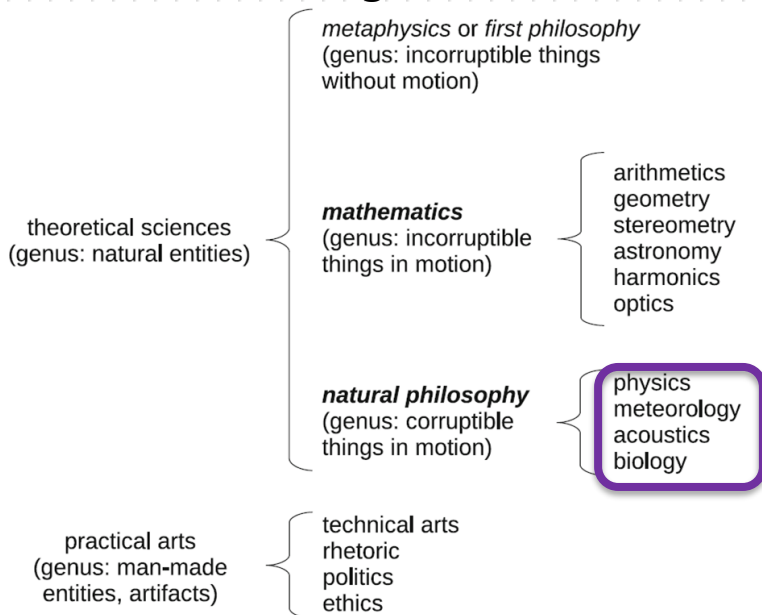 metaphysics or first philosophy
(genus: incorruptible things
without motion)
theoretical sciences
(genus: natural entities)
mathematics
(genus: incorruptible
things in motion)
arithmetics
geometry
stereometry
astronomy
harmonics
optics
natural philosophy
(genus: corruptible
things in motion)
physics
meteorology
acoustics
biology
practical arts
(genus: man-made
entities, artifacts)
technical arts
rhetoric
politics
ethics